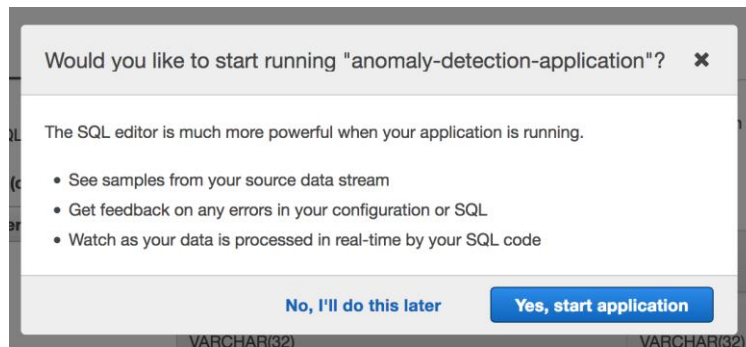 Would you like to start running "anomaly-detection-application"? ✖
The SQL editor is much more powerful when your application is running.
• See samples from your source data stream
• Get feedback on any errors in your configuration or SQL
• Watch as your data is processed in real-time by your SQL code
No, I'll do this later Yes, start application
VARCHAR(32) VARCHAR(32)